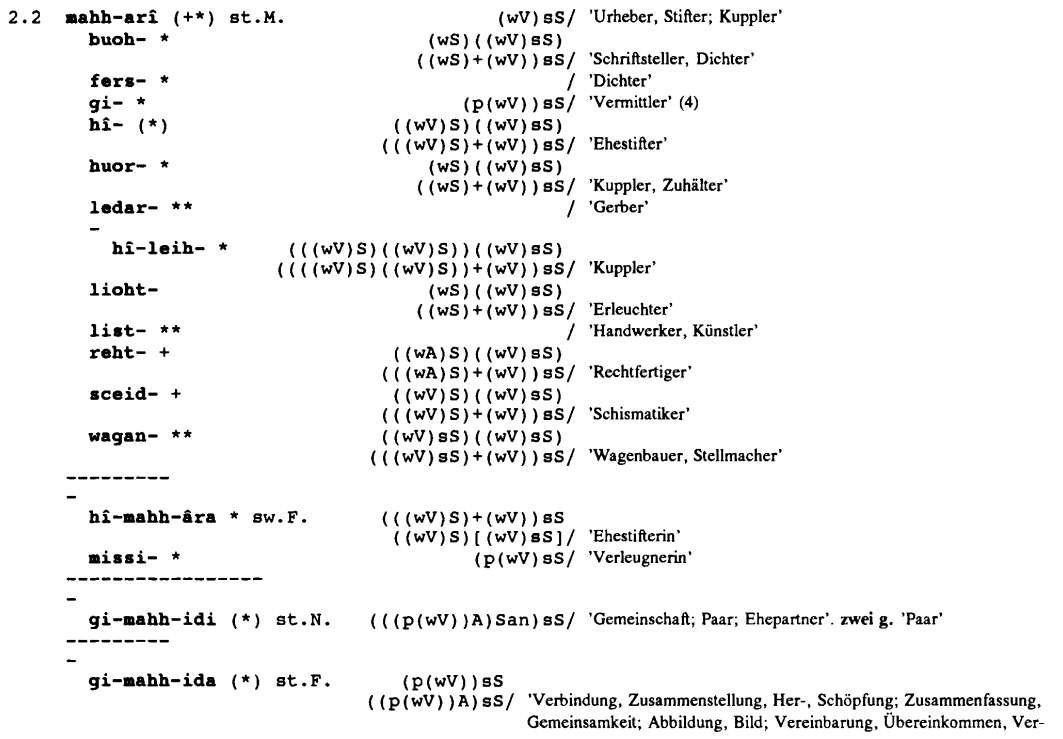 2.2 mahh-arî (+*) st.M. (wV)sS/ 'Urheber, Stifter; Kuppler'
buoh- * (wS)((wV)sS)
((wS)+(wV))sS/ 'Schriftsteller, Dichter'
fers- * / 'Dichter'
gi- * (p(wV))sS/ 'Vermittler' (4)
hî- (*) ((wV)S)((wV)sS)
(((wV)S)+(wV))sS/ 'Ehestifter'
huor- * (wS)((wV)sS)
((wS)+(wV))sS/ 'Kuppler, Zuhälter'
ledar- ** / 'Gerber'
-
hî-leih- * (((wV)S)((wV)S))((wV)sS)
((((wV)S)((wV)S))+(wV))sS/ 'Kuppler'
lioht- (wS)((wV)sS)
((wS)+(wV))sS/ 'Erleuchter'
list- ** / 'Handwerker, Künstler'
reht- + ((wA)S)((wV)sS)
(((wA)S)+(wV))sS/ 'Rechtfertiger'
sceid- + ((wV)S)((wV)sS)
(((wV)S)+(wV))sS/ 'Schismatiker'
wagan- ** ((wV)sS)((wV)sS)
(((wV)sS)+(wV))sS/ 'Wagenbauer, Stellmacher'
---------
-
hî-mahh-âra * sw.F. (((wV)S)+(wV))sS
((wV)S)[(wV)sS]/ 'Ehestifterin'
missi- * (p(wV)sS/ 'Verleugnerin'
-----------------
-
gi-mahh-idi (*) st.N. (((p(wV))A)San)sS/ 'Gemeinschaft; Paar; Ehepartner'. zwei g. 'Paar'
---------
-
gi-mahh-ida (*) st.F. (p(wV))sS
((p(wV))A)sS/ 'Verbindung, Zusammenstellung, Her-, Schöpfung; Zusammenfassung,
Gemeinsamkeit; Abbildung, Bild; Vereinbarung, Übereinkommen, Ver-